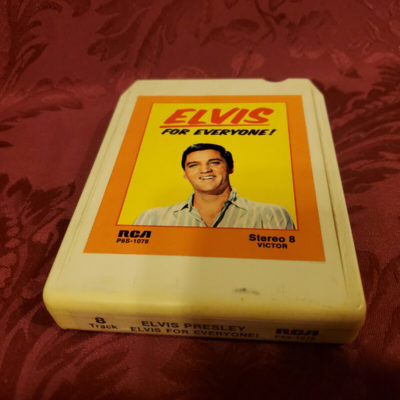 ELVIS
FOR EVERYONE!
RCA
P8S-1078
Stereo 8
VICTOR
8
Track
ELVIS PRESLEY
ELVIS FOR EVERYONE!
RCA
P8S-1078